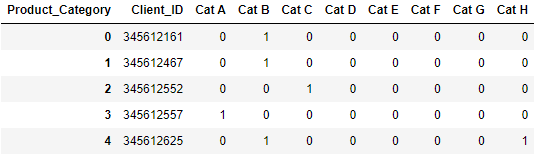 Product_Category Client_ID Cat A Cat B Cat C Cat D Cat E Cat F Cat G Cat H
0 345612161 0 1 0 0 0 0 0 0
1 345612467 0 1 0 0 0 0 0 0
2 345612552 0 0 1 0 0 0 0 0
3 345612557 1 0 0 0 0 0 0 0
4 345612625 0 1 0 0 0 0 0 1